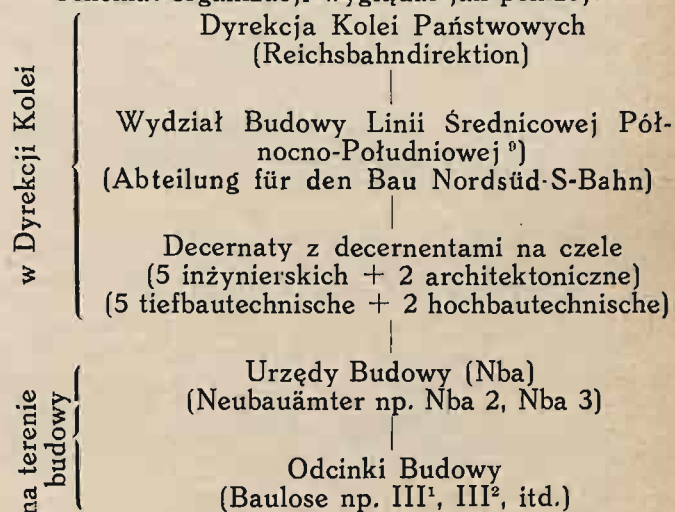 Dyrekcja Kolei Państwowych
(Reichsbahndirektion)
w Dyrekcji Kolei
Wydział Budowy Linii Średnicowej Pół-
nocno-Południowej ⁹)
(Abteilung für den Bau Nordsüd-S-Bahn)
Decernaty z decernentami na czele
(5 inżynierskich + 2 architektoniczne)
(5 tiefbautechnische + 2 hochbautechnische)
na terenie
budowy
Urzędy Budowy (Nba)
(Neubauämter np. Nba 2, Nba 3)
Odcinki Budowy
(Baulose np. III¹, III², itd.)